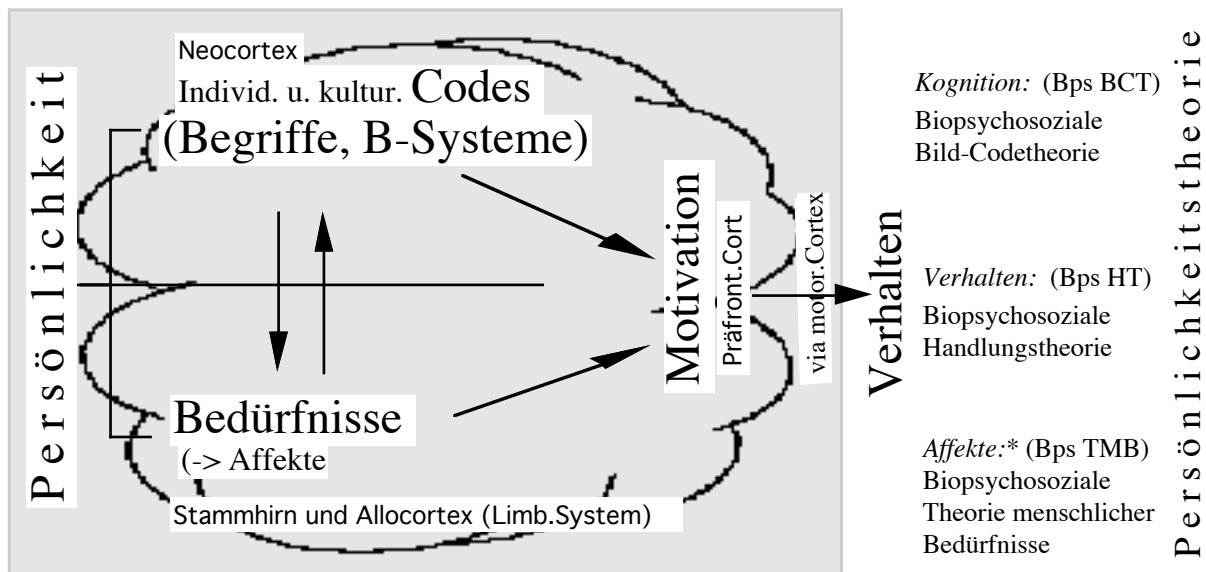 Persönlichkeit
Neocortex
Individ. u. kultur. Codes
(Begriffe, B-Systeme)
Bedürfnisse
(-> Affekte
Stammhirn und Allocortex (Limb.System)
Motivation
Präfront.Cort
via motor.Cortex
Verhalten
Kognition: (Bps BCT)
Biopsychosoziale
Bild-Codetheorie
Verhalten: (Bps HT)
Biopsychosoziale
Handlungstheorie
Affekte:* (Bps TMB)
Biopsychosoziale
Theorie menschlicher
Bedürfnisse
Persönlichkeitstheorie